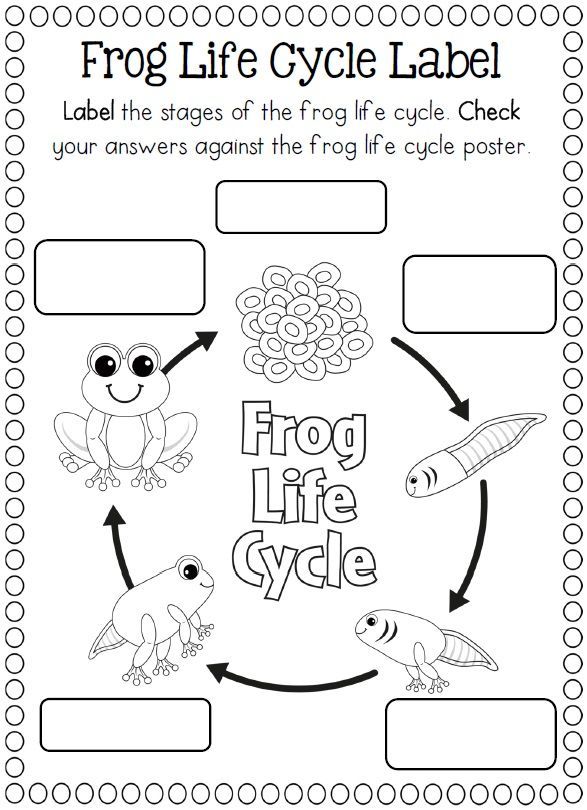 Frog Life Cycle Label
Label the stages of the frog life cycle. Check
your answers against the frog life cycle poster.
Frog
Life
Cycle